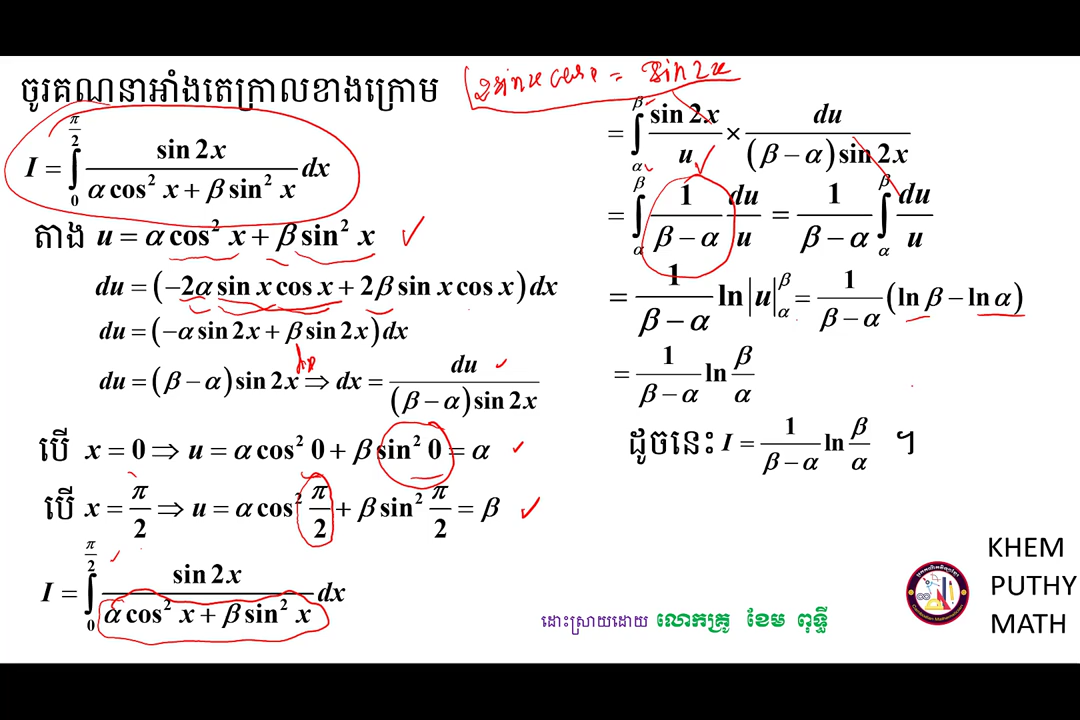 ចូរគណនាអាំងតេក្រាលខាងក្រោម
I = ∫₀^{π/2} sin 2x / (α cos² x + β sin² x) dx
តាង u = α cos² x + β sin² x ✓
du = (−2α sin x cos x + 2β sin x cos x) dx
du = (−α sin 2x + β sin 2x) dx
du = (β − α) sin 2x dx ⇒ dx = du / ((β − α) sin 2x) ✓
បើ x = 0 ⇒ u = α cos² 0 + β sin² 0 = α ✓
បើ x = π/2 ⇒ u = α cos² π/2 + β sin² π/2 = β ✓
I = ∫₀^{π/2} sin 2x / (α cos² x + β sin² x) dx
= sin 2x
= ∫_α^β sin 2x / u × du / ((β − α) sin 2x)
= ∫_α^β 1/(β − α) du/u = 1/(β − α) ∫_α^β du/u
= 1/(β − α) ln |u| |_α^β = 1/(β − α) (ln β − ln α)
= 1/(β − α) ln β/α
ដូចនេះ I = 1/(β − α) ln β/α ។
ដោះស្រាយដោយ លោកគ្រូ ខែម ពុទ្ធី
KHEM
PUTHY
MATH